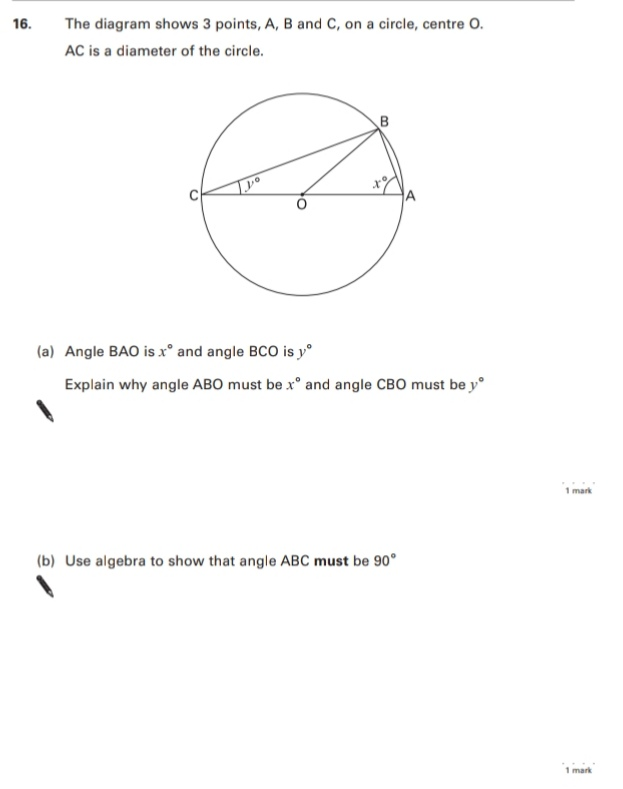 16. The diagram shows 3 points, A, B and C, on a circle, centre O.
AC is a diameter of the circle.
B
y°
x°
C
O
A
(a) Angle BAO is x° and angle BCO is y°
Explain why angle ABO must be x° and angle CBO must be y°
1 mark
(b) Use algebra to show that angle ABC must be 90°
1 mark